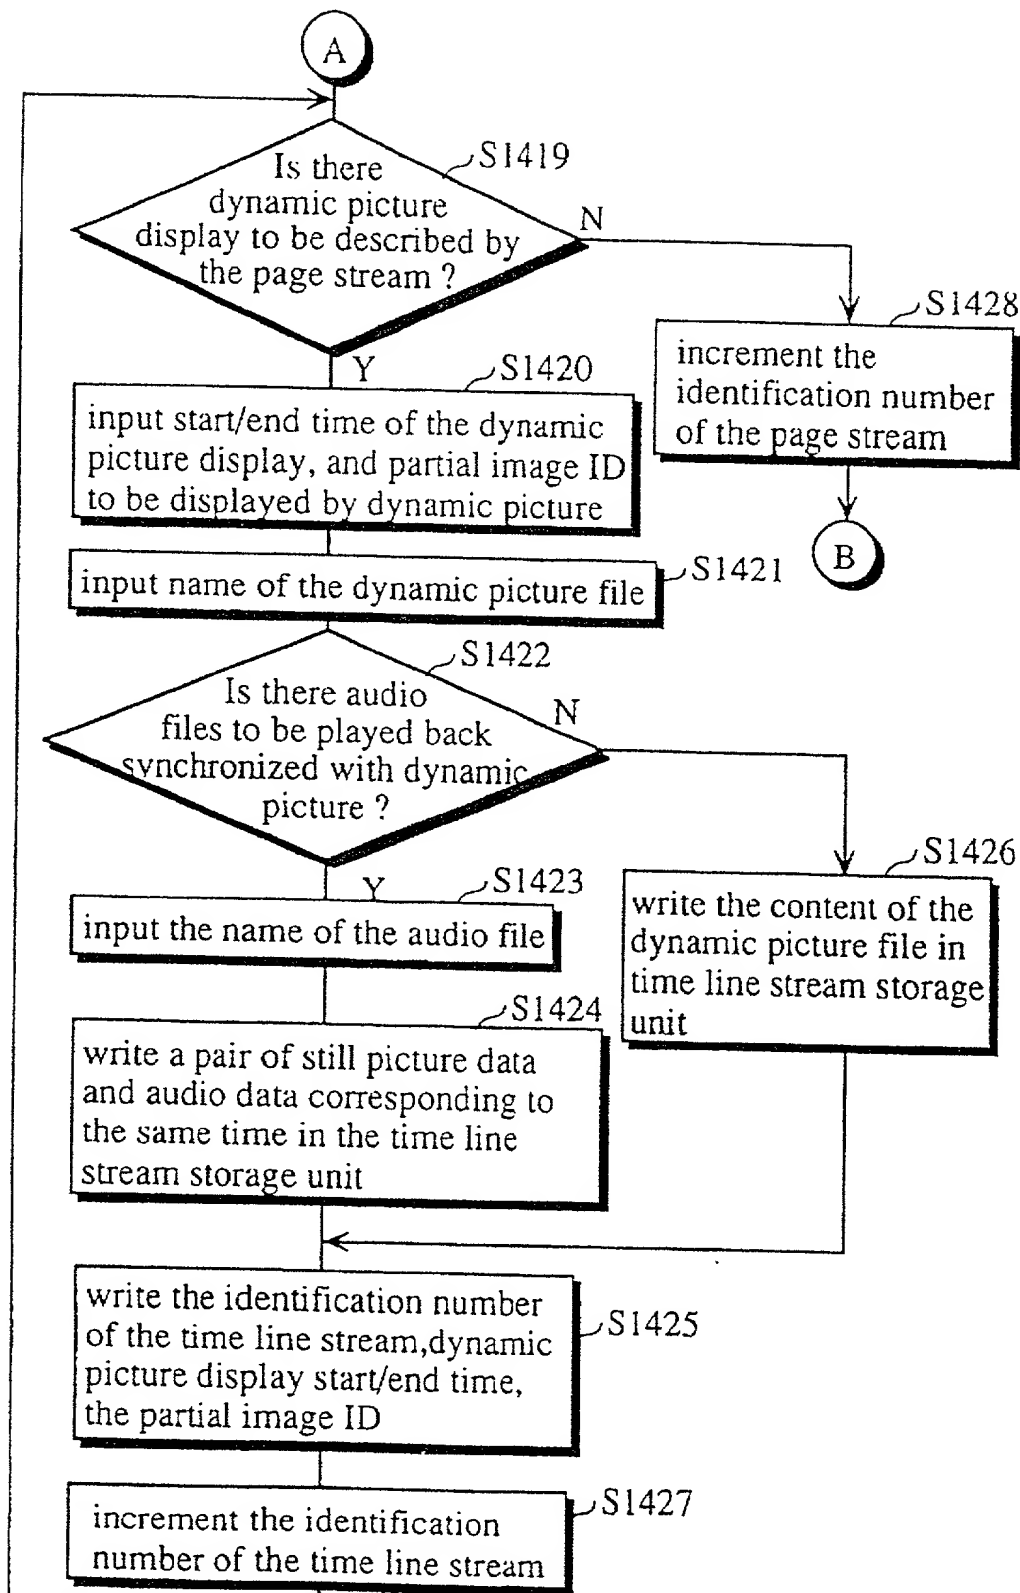 A
S1419
Is there
dynamic picture
display to be described by
the page stream ?
N
Y
S1428
increment the
identification number
of the page stream
B
S1420
input start/end time of the dynamic
picture display, and partial image ID
to be displayed by dynamic picture
S1421
input name of the dynamic picture file
S1422
Is there audio
files to be played back
synchronized with dynamic
picture ?
N
Y
S1423
input the name of the audio file
S1426
write the content of the
dynamic picture file in
time line stream storage
unit
S1424
write a pair of still picture data
and audio data corresponding to
the same time in the time line
stream storage unit
S1425
write the identification number
of the time line stream,dynamic
picture display start/end time,
the partial image ID
S1427
increment the identification
number of the time line stream